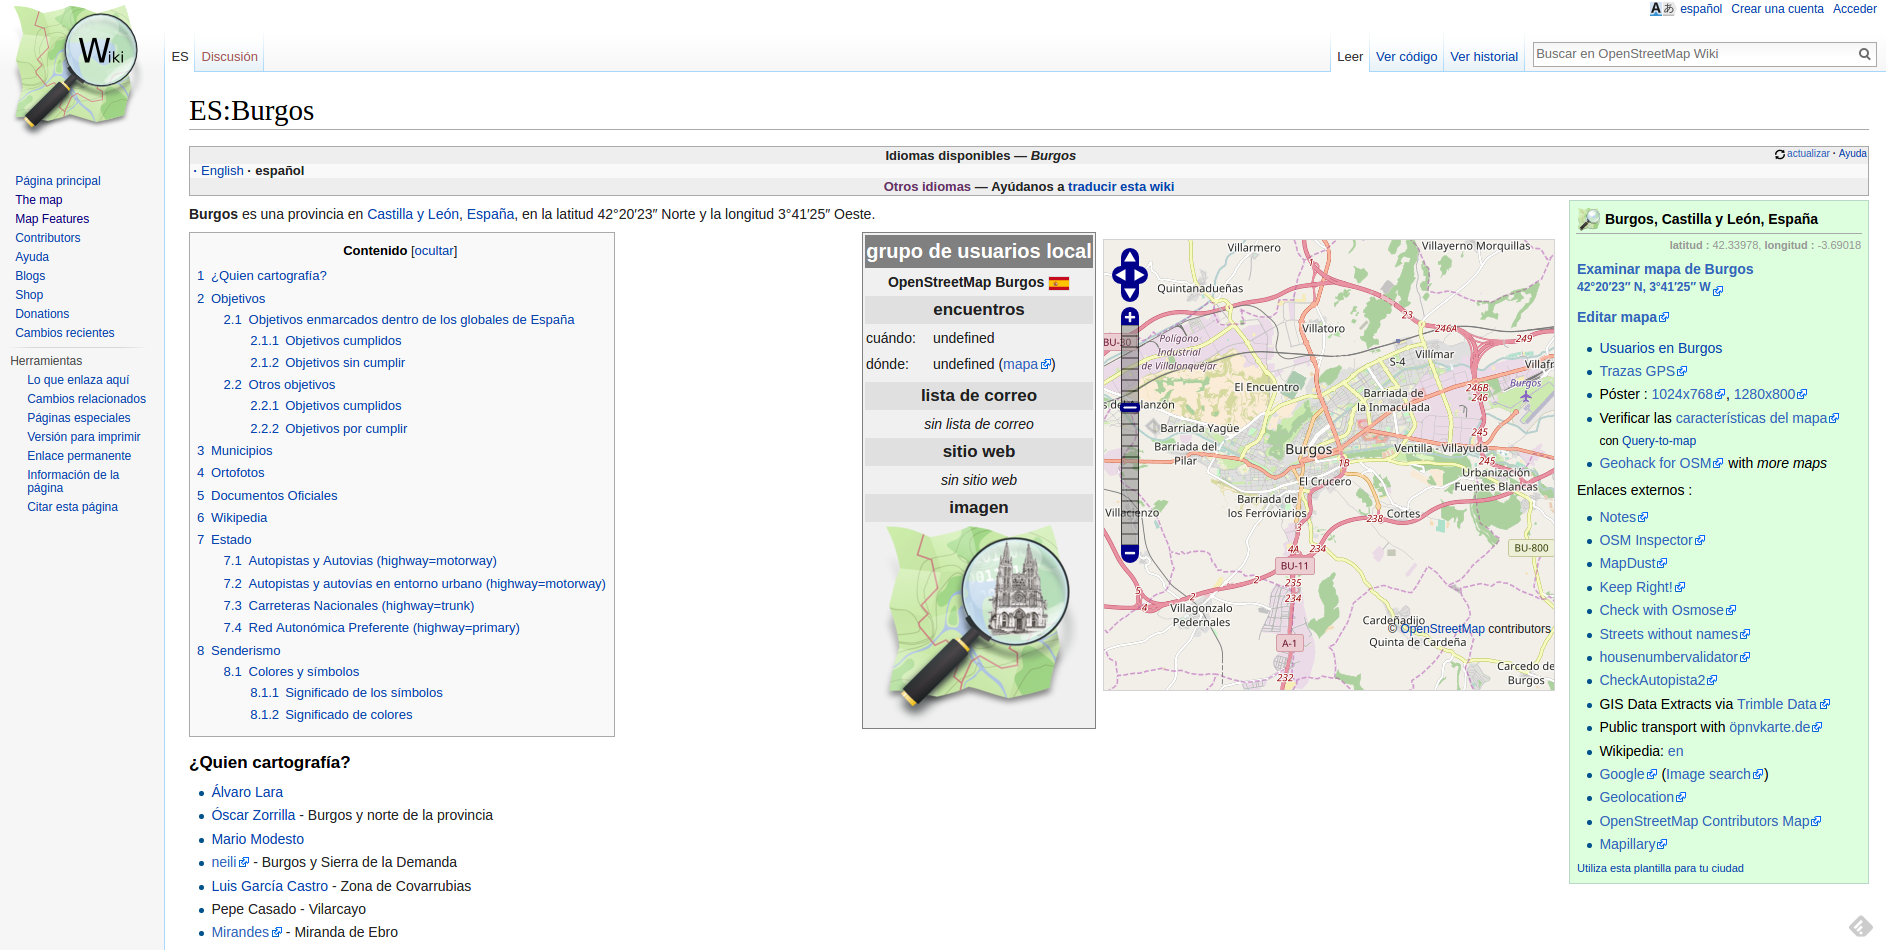 español Crear una cuenta Acceder
Wiki
ES Discusión
Leer Ver código Ver historial
Buscar en OpenStreetMap Wiki
ES:Burgos
Idiomas disponibles — Burgos
actualizar · Ayuda
· English · español
Otros idiomas — Ayúdanos a traducir esta wiki
Página principal
The map
Map Features
Contributors
Ayuda
Blogs
Shop
Donations
Cambios recientes
Herramientas
Lo que enlaza aquí
Cambios relacionados
Páginas especiales
Versión para imprimir
Enlace permanente
Información de la
página
Citar esta página
Burgos es una provincia en Castilla y León, España, en la latitud 42°20′23″ Norte y la longitud 3°41′25″ Oeste.
Contenido [ocultar]
1 ¿Quien cartografía?
2 Objetivos
2.1 Objetivos enmarcados dentro de los globales de España
2.1.1 Objetivos cumplidos
2.1.2 Objetivos sin cumplir
2.2 Otros objetivos
2.2.1 Objetivos cumplidos
2.2.2 Objetivos por cumplir
3 Municipios
4 Ortofotos
5 Documentos Oficiales
6 Wikipedia
7 Estado
7.1 Autopistas y Autovias (highway=motorway)
7.2 Autopistas y autovías en entorno urbano (highway=motorway)
7.3 Carreteras Nacionales (highway=trunk)
7.4 Red Autonómica Preferente (highway=primary)
8 Senderismo
8.1 Colores y símbolos
8.1.1 Significado de los símbolos
8.1.2 Significado de colores
¿Quien cartografía?
Álvaro Lara
Óscar Zorrilla - Burgos y norte de la provincia
Mario Modesto
neili - Burgos y Sierra de la Demanda
Luis García Castro - Zona de Covarrubias
Pepe Casado - Vilarcayo
Mirandes - Miranda de Ebro
grupo de usuarios local
OpenStreetMap Burgos
encuentros
cuándo: undefined
dónde: undefined (mapa)
lista de correo
sin lista de correo
sitio web
sin sitio web
imagen
Villarmero
Villayerno Morquillas
Quintanadueñas
23
Villatoro
246A
249
BU-30
Polígono
Industrial
de Villalonquéjar
Villímar
S-4
Villafr
El Encuentro
246B
246
Burgos
Barriada de
la Inmaculada
Barriada Yagüe
245
Barriada del
Pilar
Burgos
Ventilla - Villayuda
1B
245
El Crucero
Urbanización
Fuentes Blancas
Barriada de
los Ferroviarios
Villacienzo
3
238
Cortes
4A 234
BU-800
BU-11
2
235
5
2
234
4
Villagonzalo
Pedernales
Cardeñadijo
© OpenStreetMap contributors
A-1
Quinta de Cardeña
232
Carcedo de
Burgos
Burgos, Castilla y León, España
latitud : 42.33978, longitud : -3.69018
Examinar mapa de Burgos
42°20′23″ N, 3°41′25″ W
Editar mapa
Usuarios en Burgos
Trazas GPS
Póster : 1024x768, 1280x800
Verificar las características del mapa
con Query-to-map
Geohack for OSM with more maps
Enlaces externos :
Notes
OSM Inspector
MapDust
Keep Right!
Check with Osmose
Streets without names
housenumbervalidator
CheckAutopista2
GIS Data Extracts via Trimble Data
Public transport with öpnvkarte.de
Wikipedia: en
Google (Image search)
Geolocation
OpenStreetMap Contributors Map
Mapillary
Utiliza esta plantilla para tu ciudad